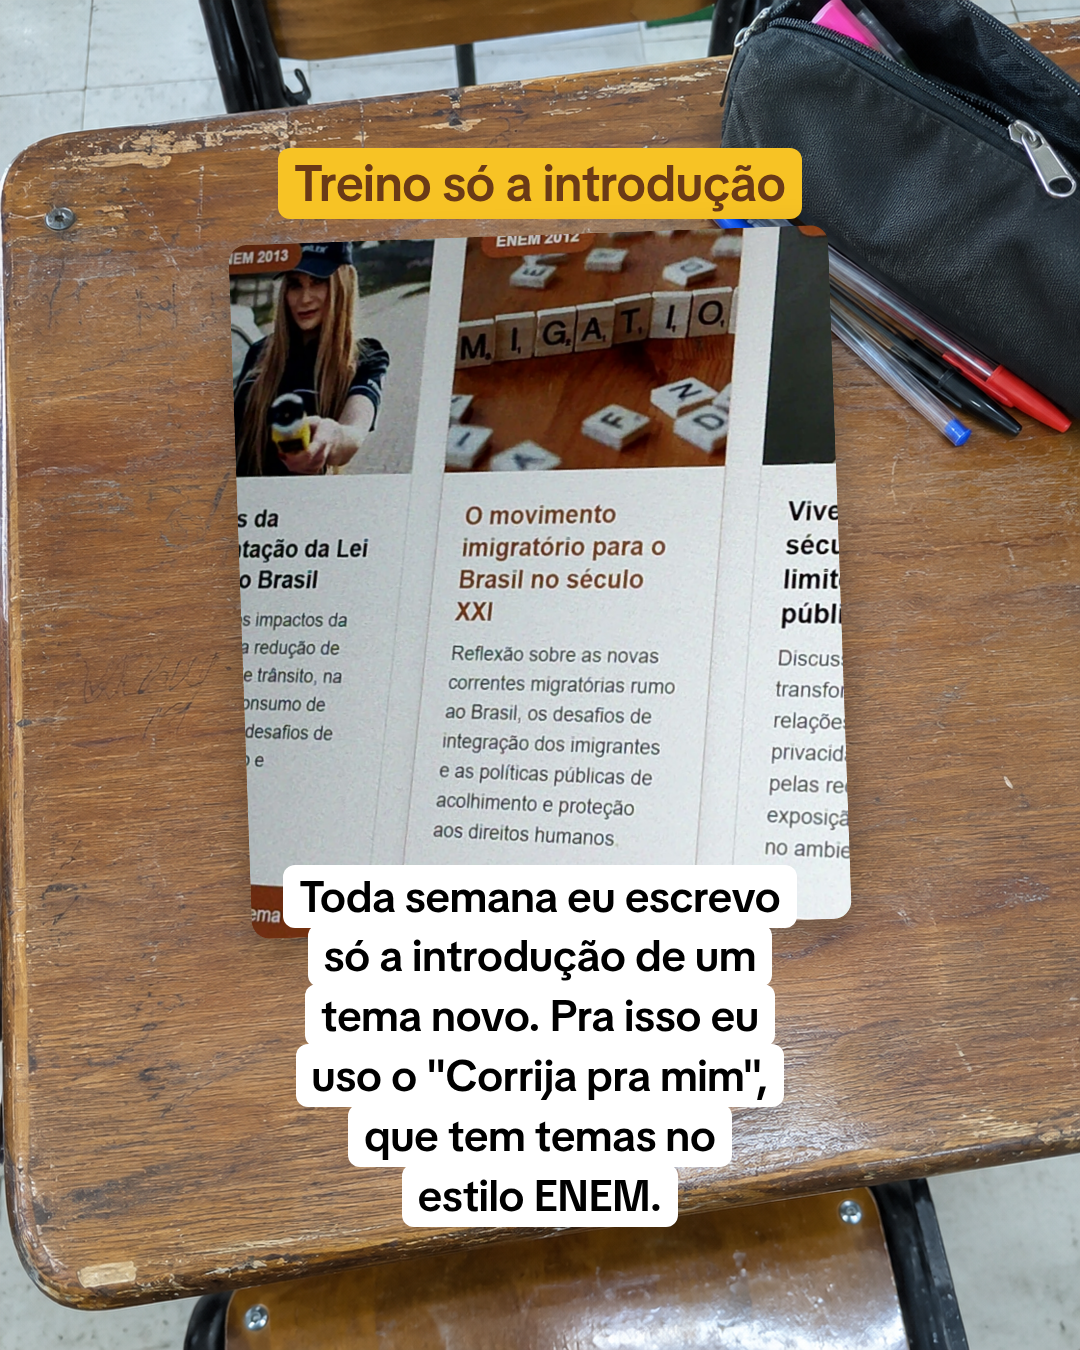 Treino só a introdução
EM 2013
ENEM 2012
M I G A T I O
E
F
N
D
I
A
s da
tação da Lei
o Brasil
s impactos da
a redução de
e trânsito, na
onsumo de
desafios de
o e
O movimento
imigratório para o
Brasil no século
XXI
Reflexão sobre as novas
correntes migratórias rumo
ao Brasil, os desafios de
integração dos imigrantes
e as políticas públicas de
acolhimento e proteção
aos direitos humanos.
Vive
sécu
limit
públi
Discus
transfor
relações
privacid
pelas re
exposiçã
no ambie
ema
Toda semana eu escrevo
só a introdução de um
tema novo. Pra isso eu
uso o "Corrija pra mim",
que tem temas no
estilo ENEM.